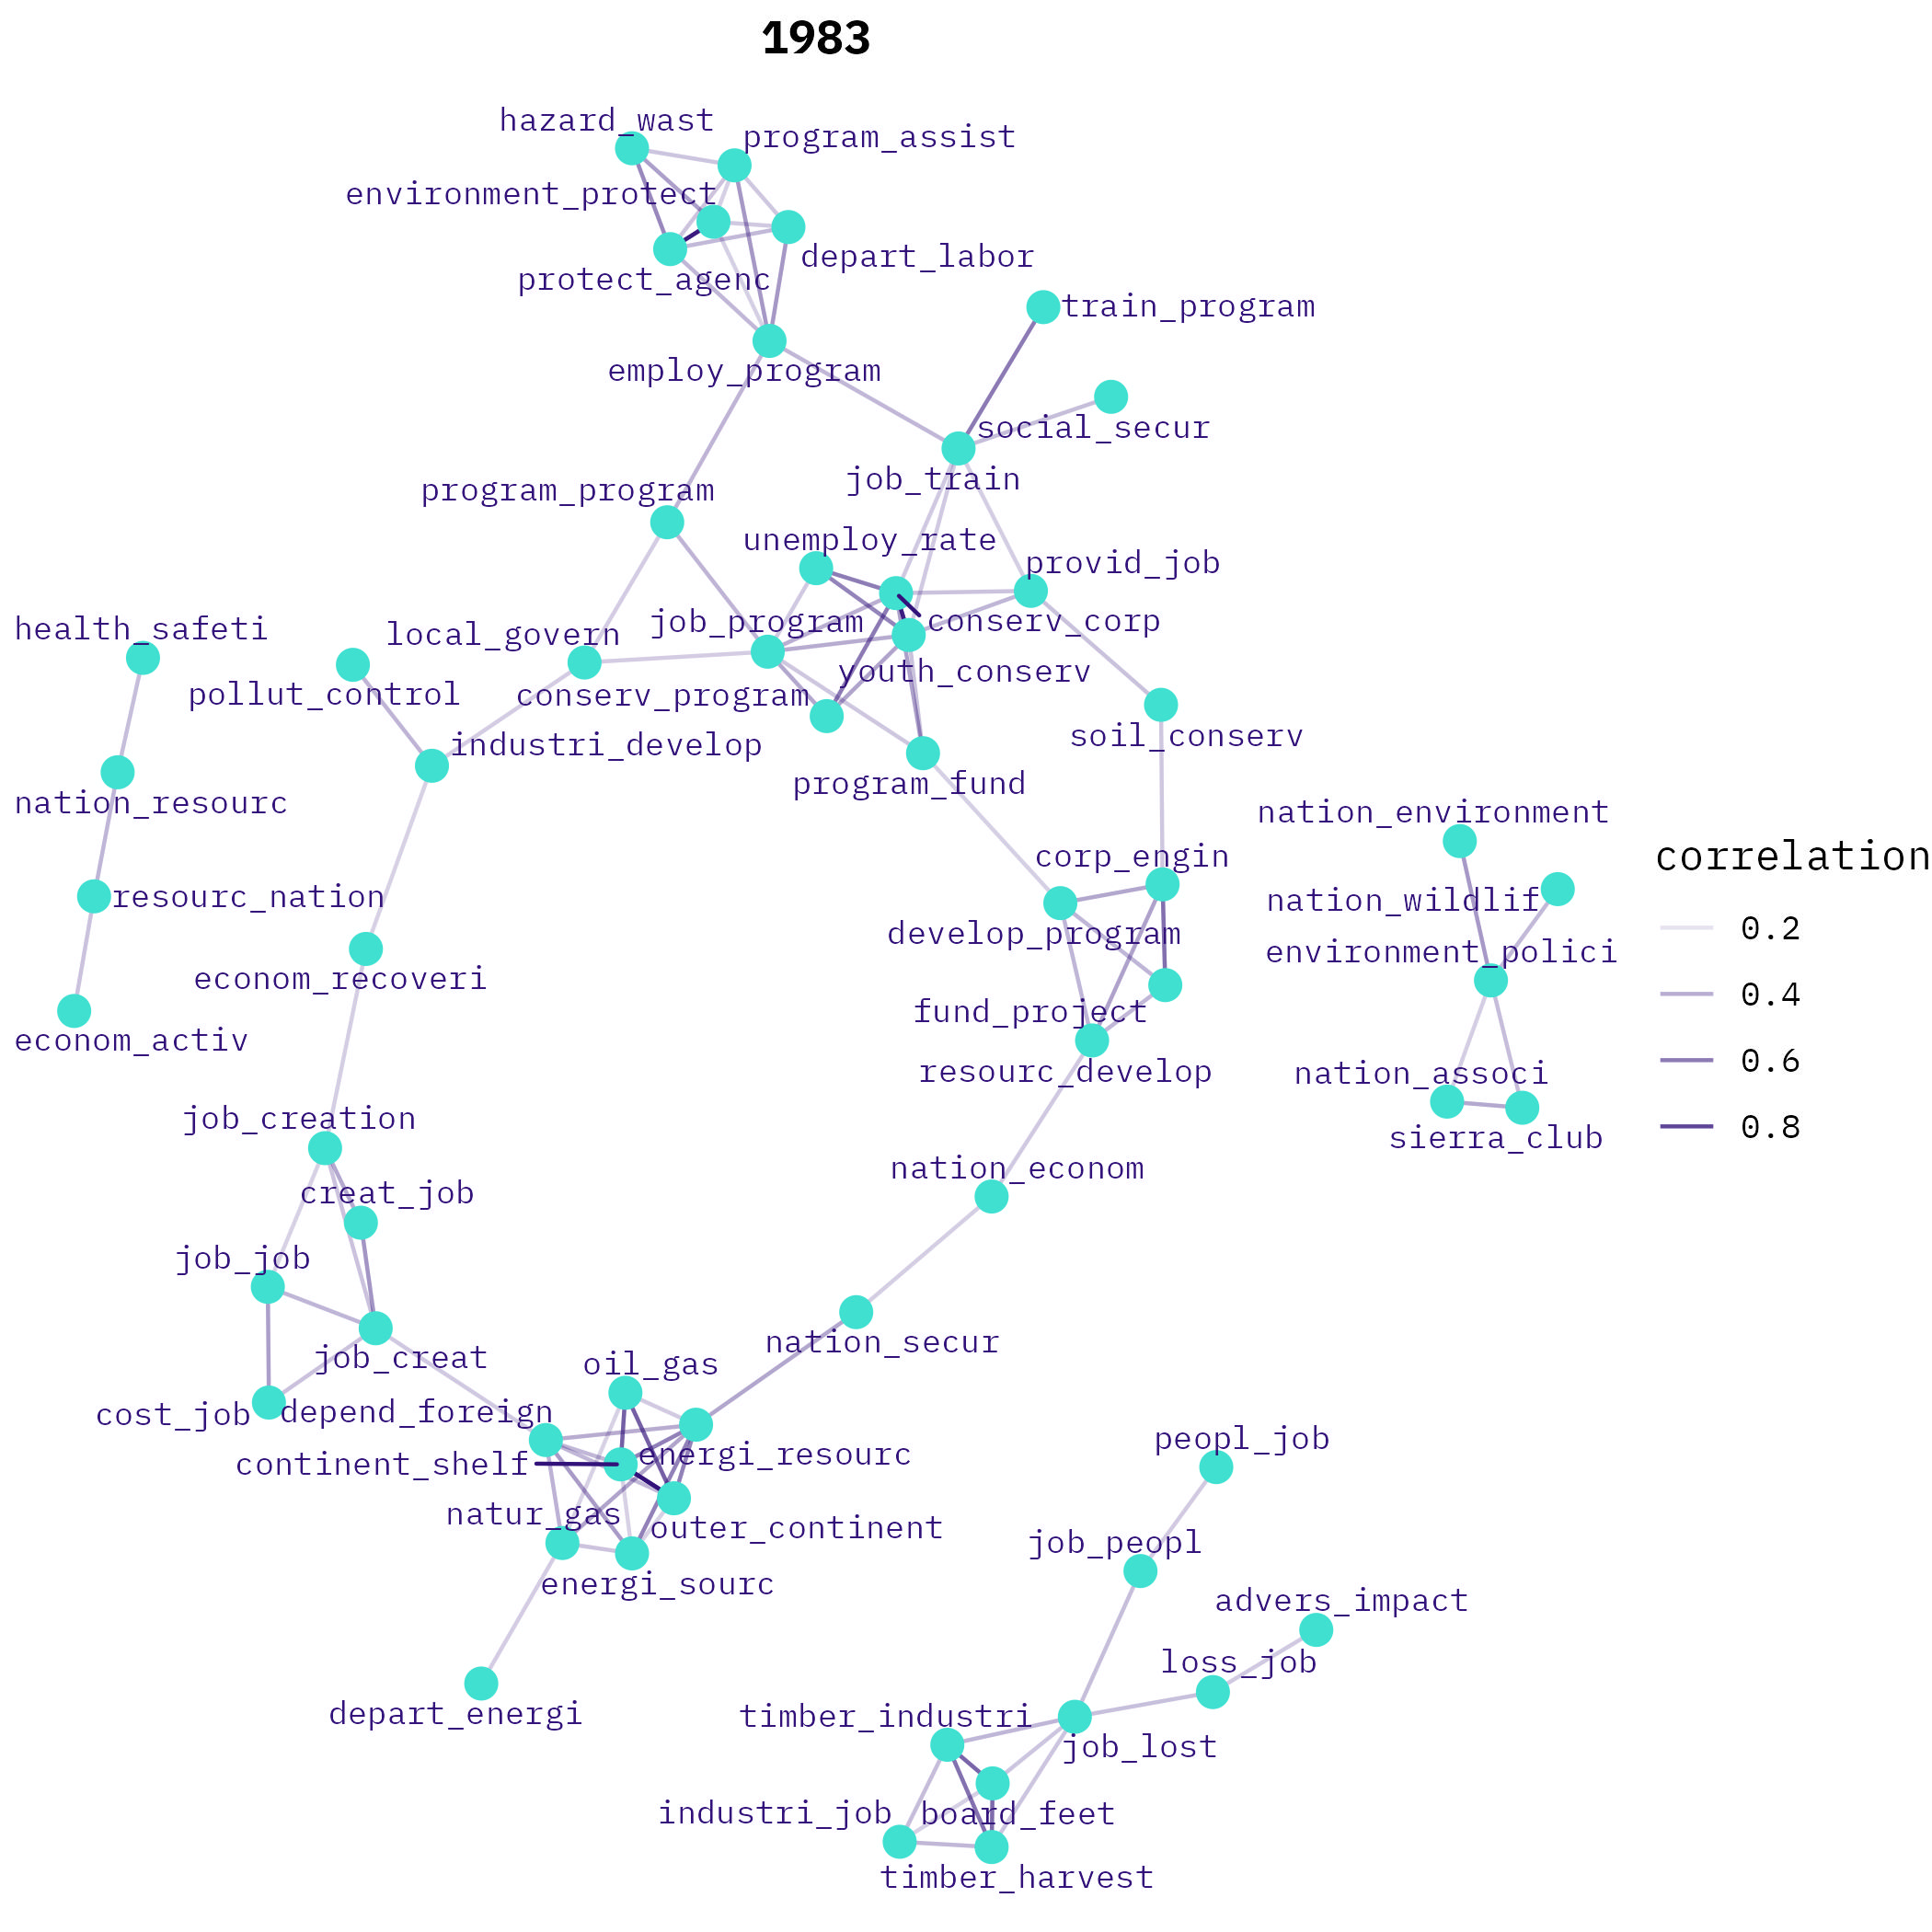 1983
hazard_wast
program_assist
environment_protect
depart_labor
protect_agenc
train_program
employ_program
social_secur
job_train
program_program
unemploy_rate
provid_job
health_safeti
local_govern
job_program
conserv_corp
pollut_control
conserv_program
youth_conserv
industri_develop
soil_conserv
program_fund
nation_resourc
nation_environment
corp_engin
correlation
resourc_nation
nation_wildlif
0.2
develop_program
environment_polici
econom_recoveri
0.4
fund_project
econom_activ
0.6
resourc_develop
nation_associ
job_creation
0.8
sierra_club
nation_econom
creat_job
job_job
nation_secur
job_creat
oil_gas
cost_job
depend_foreign
peopl_job
continent_shelf
energi_resourc
natur_gas
outer_continent
job_peopl
energi_sourc
advers_impact
loss_job
depart_energi
timber_industri
job_lost
industri_job
board_feet
timber_harvest